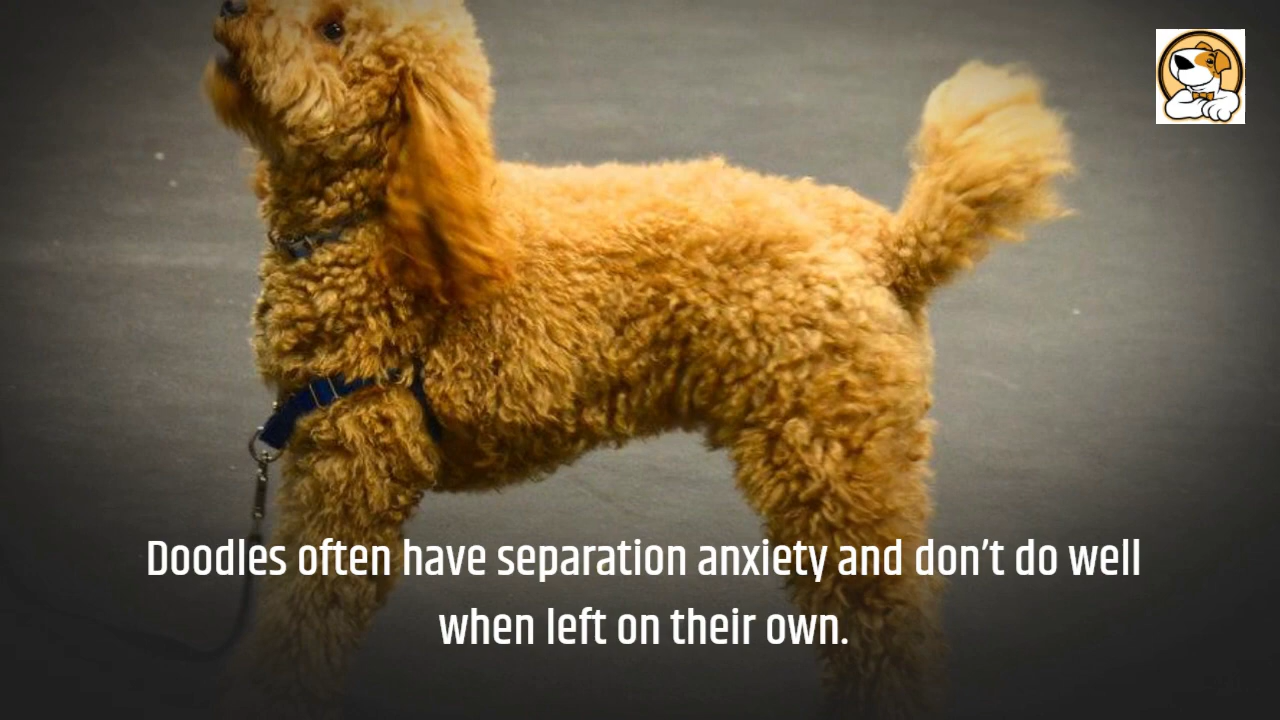 Doodles often have separation anxiety and don’t do well
when left on their own.